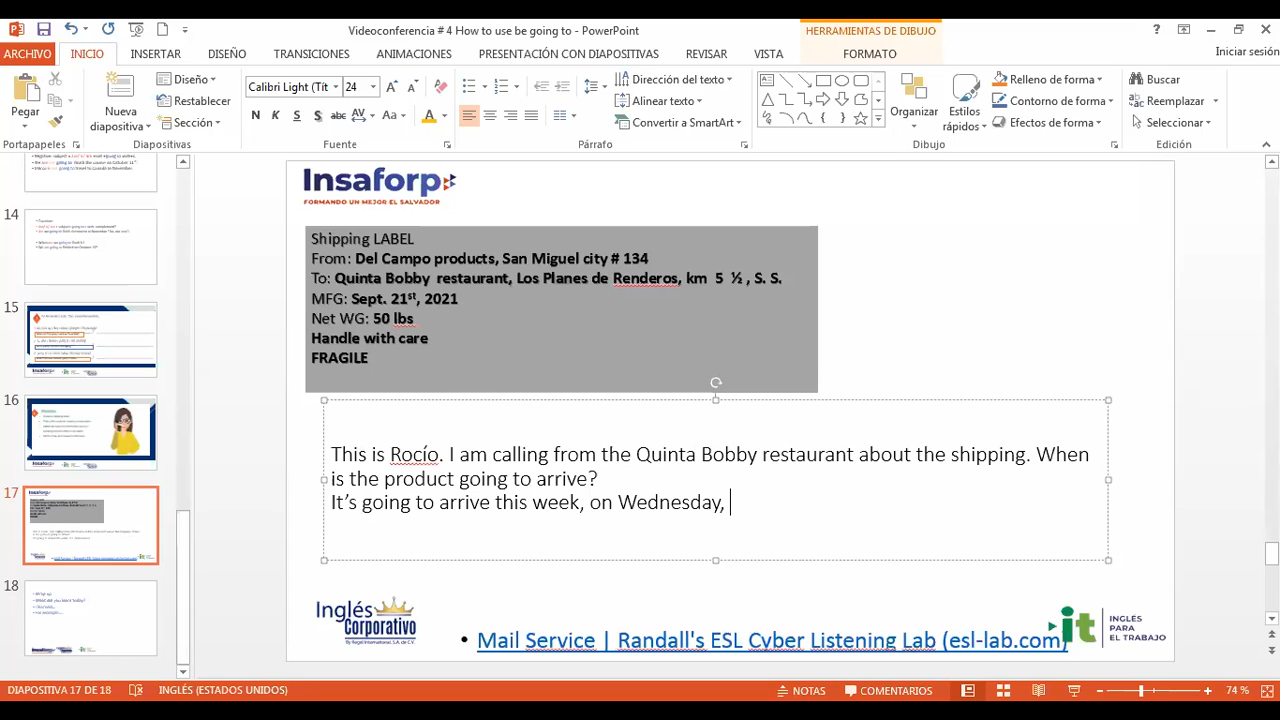 Videoconferencia # 4 How to use be going to - PowerPoint
HERRAMIENTAS DE DIBUJO
ARCHIVO INICIO INSERTAR DISEÑO TRANSICIONES ANIMACIONES PRESENTACIÓN CON DIAPOSITIVAS REVISAR VISTA FORMATO Iniciar sesión
Pegar
Nueva diapositiva
Diseño
Restablecer
Sección
Calibri Light (Tít 24
N K S S abc AV Aa A
Dirección del texto
Alinear texto
Convertir a SmartArt
Organizar
Estilos rápidos
Relleno de forma
Contorno de forma
Efectos de forma
Buscar
Reemplazar
Seleccionar
Portapapeles Diapositivas Fuente Párrafo Dibujo Edición
14
15
16
17
18
Insaforp
FORMANDO UN MEJOR EL SALVADOR
Shipping LABEL
From: Del Campo products, San Miguel city # 134
To: Quinta Bobby restaurant, Los Planes de Renderos, km 5 ½ , S. S.
MFG: Sept. 21st, 2021
Net WG: 50 lbs
Handle with care
FRAGILE
This is Rocío. I am calling from the Quinta Bobby restaurant about the shipping. When
is the product going to arrive?
It's going to arrive this week, on Wednesday,
Inglés
Corporativo
By Regal International, S.A. de C.V.
• Mail Service | Randall's ESL Cyber Listening Lab (esl-lab.com)
it
INGLÉS
PARA
EL TRABAJO
DIAPOSITIVA 17 DE 18 INGLÉS (ESTADOS UNIDOS) NOTAS COMENTARIOS 74 %